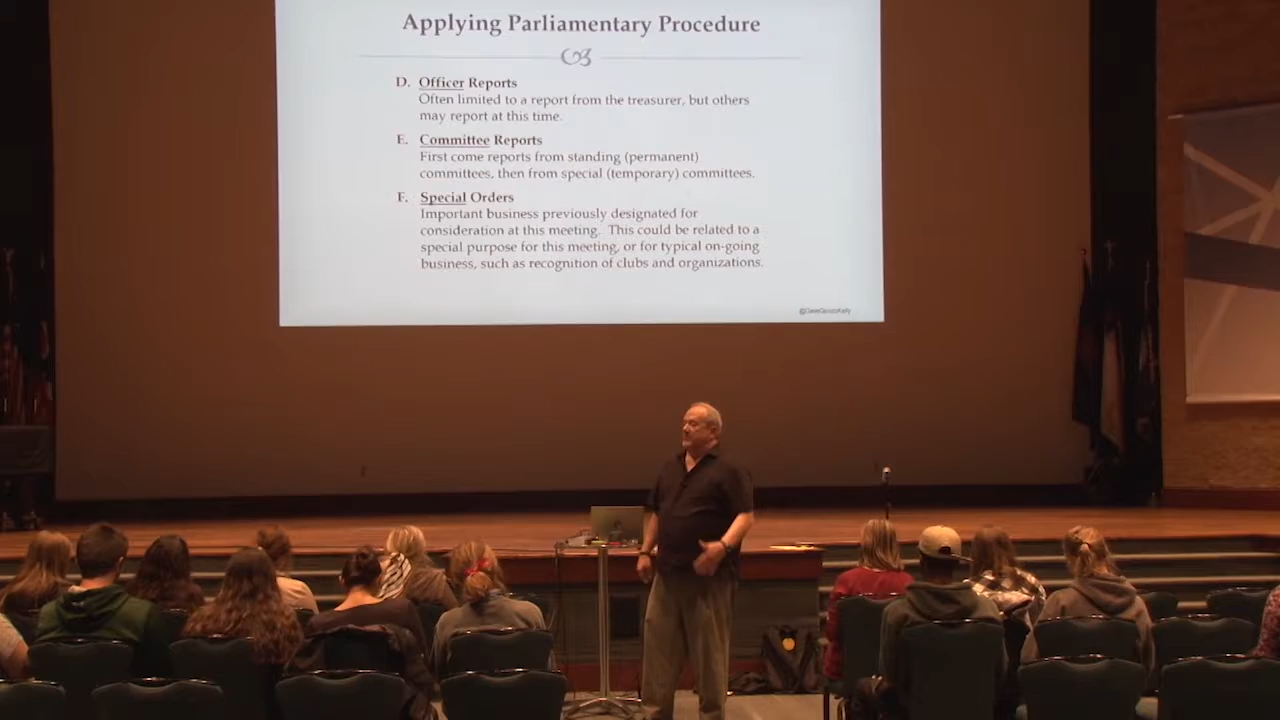 Applying Parliamentary Procedure
D. Officer Reports
Often limited to a report from the treasurer, but others
may report at this time.
E. Committee Reports
First come reports from standing (permanent)
committees, then from special (temporary) committees.
F. Special Orders
Important business previously designated for
consideration at this meeting. This could be related to a
special purpose for this meeting, or for typical on-going
business, such as recognition of clubs and organizations.